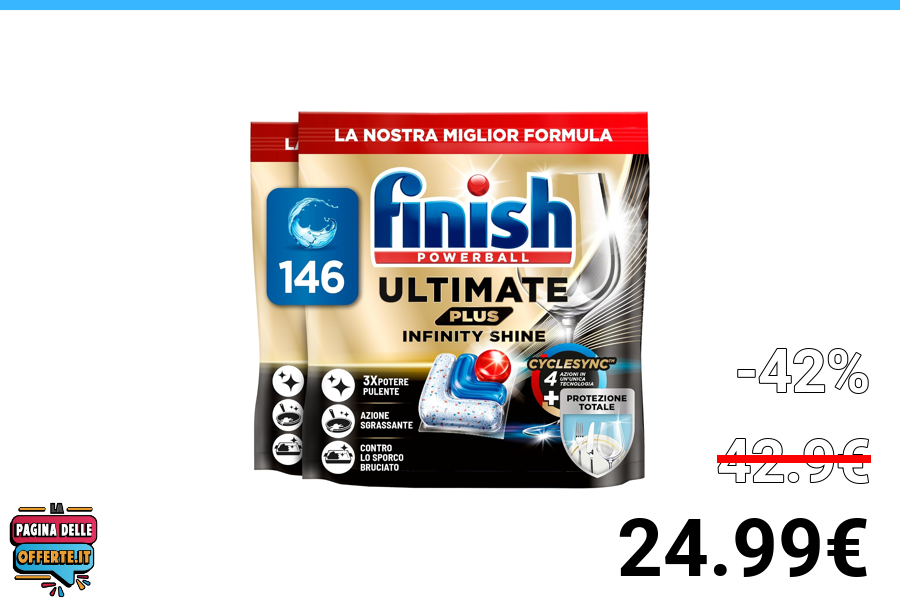 LA NOSTRA MIGLIOR FORMULA
finish
POWERBALL
146
ULTIMATE
PLUS
INFINITY SHINE
CYCLESYNC™
4 AZIONI IN
UN'UNICA
TECNOLOGIA
+
PROTEZIONE
TOTALE
3X POTERE
PULENTE
AZIONE
SGRASSANTE
CONTRO
LO SPORCO
BRUCIATO
-42%
42.9€
24.99€
LA
PAGINA DELLE
OFFERTE.IT